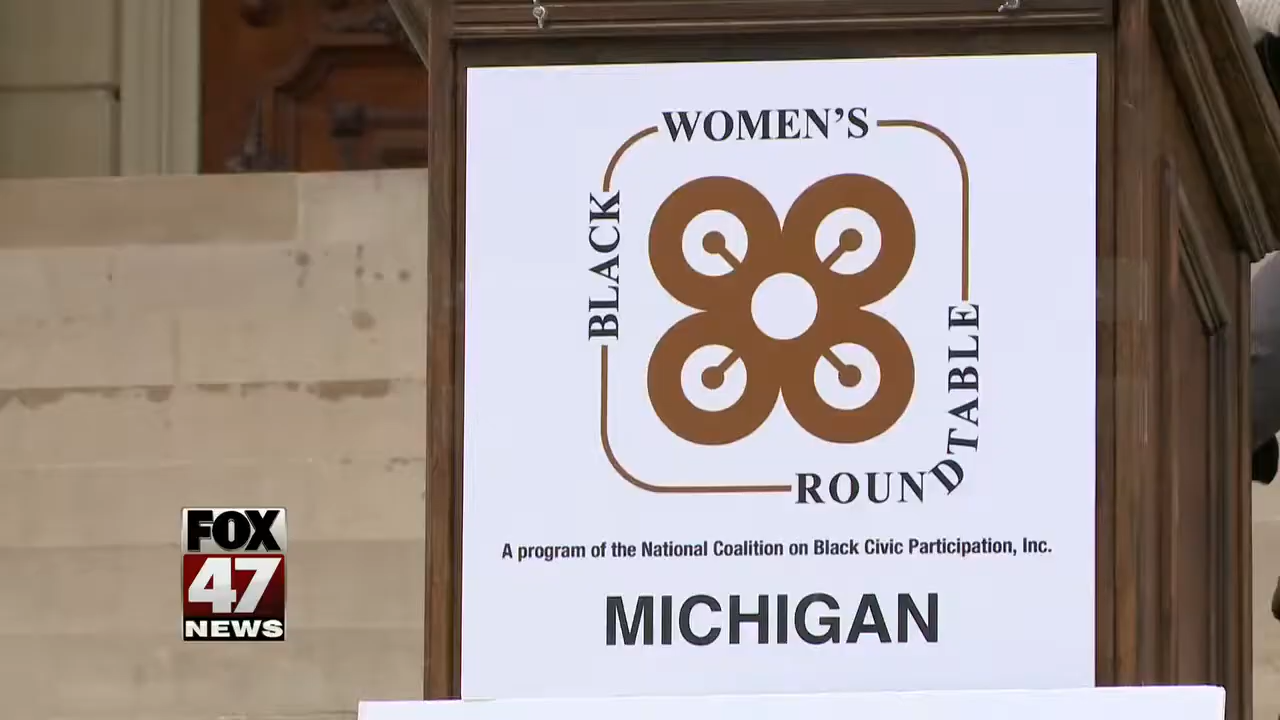 BLACK
WOMEN'S
ROUNDTABLE
A program of the National Coalition on Black Civic Participation, Inc.
MICHIGAN
FOX
47
NEWS